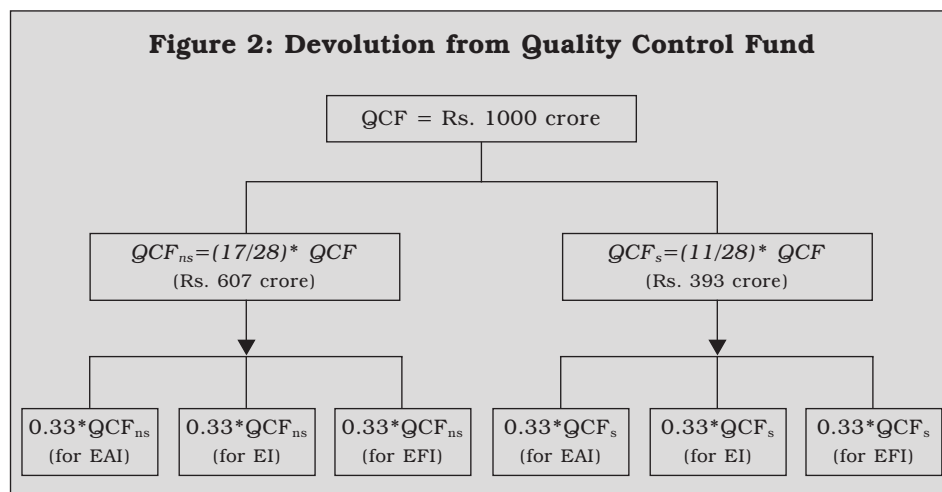 Figure 2: Devolution from Quality Control Fund
QCF = Rs. 1000 crore
QCFns=(17/28)* QCF
(Rs. 607 crore)
QCFs=(11/28)* QCF
(Rs. 393 crore)
0.33*QCFns
(for EAI)
0.33*QCFns
(for EI)
0.33*QCFns
(for EFI)
0.33*QCFs
(for EAI)
0.33*QCFs
(for EI)
0.33*QCFs
(for EFI)